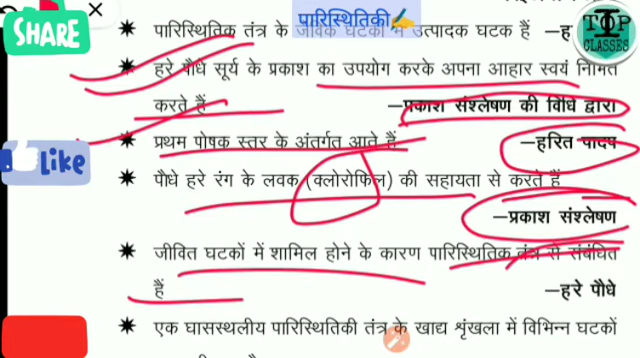 पारिस्थितिकी
SHARE
TOP
CLASSES
पारिस्थितिक तंत्र के जैविक घटकों में उत्पादक घटक हैं
हरे पौधे सूर्य के प्रकाश का उपयोग करके अपना आहार स्वयं निर्मित
करते हैं —प्रकाश संश्लेषण की विधि द्वारा
प्रथम पोषक स्तर के अंतर्गत आते हैं —हरित पादप
Like
पौधे हरे रंग के लवक (क्लोरोफिल) की सहायता से करते हैं
—प्रकाश संश्लेषण
जीवित घटकों में शामिल होने के कारण पारिस्थितिक तंत्र से संबंधित
हैं —हरे पौधे
एक घासस्थलीय पारिस्थितिकी तंत्र के खाद्य शृंखला में विभिन्न घटकों